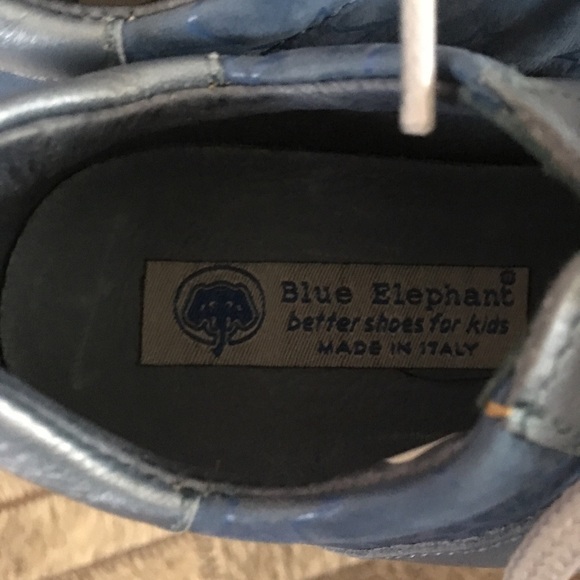 Blue Elephant®
better shoes for kids
MADE IN ITALY